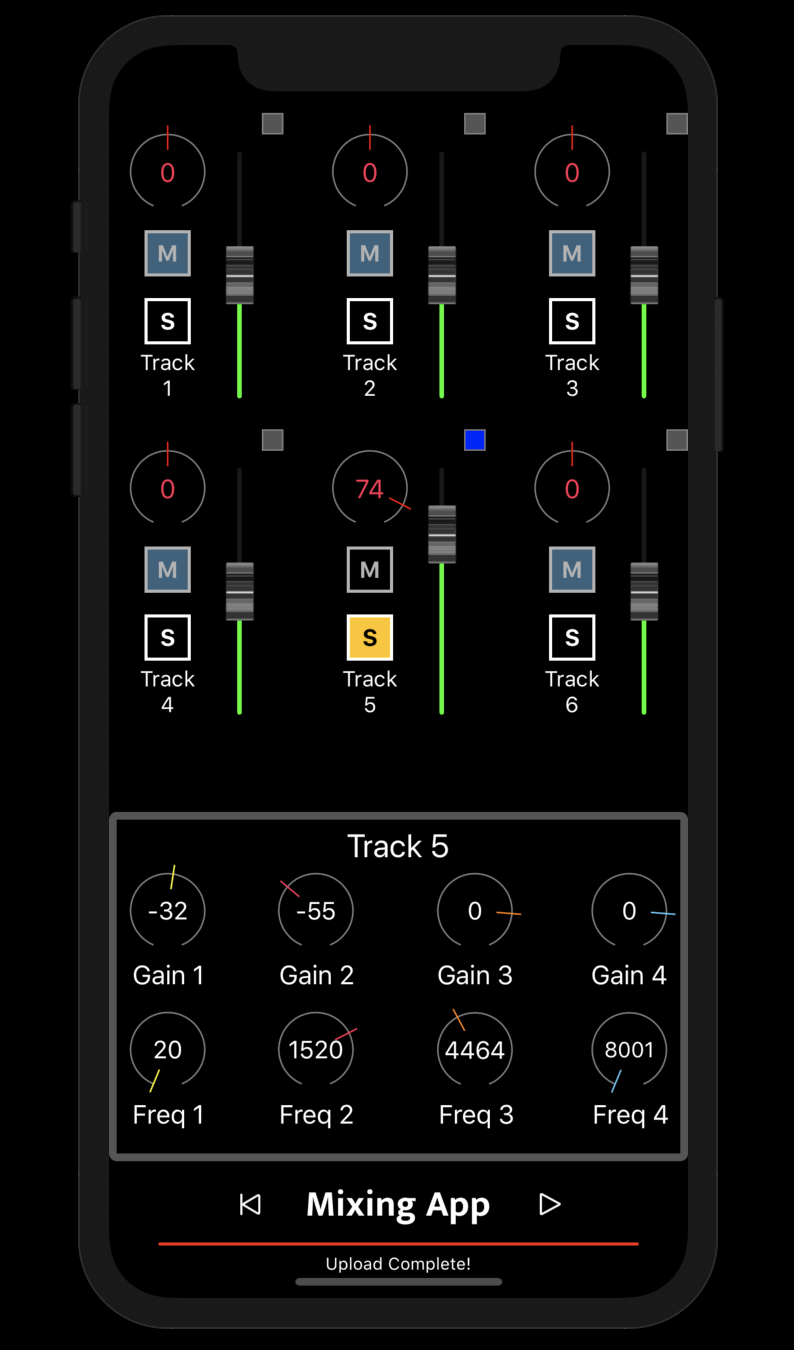 0 0 0
M M M
S S S
Track Track Track
1 2 3
0 74 0
M M M
S S S
Track Track Track
4 5 6
Track 5
-32 -55 0 0
Gain 1 Gain 2 Gain 3 Gain 4
20 1520 4464 8001
Freq 1 Freq 2 Freq 3 Freq 4
Mixing App
Upload Complete!